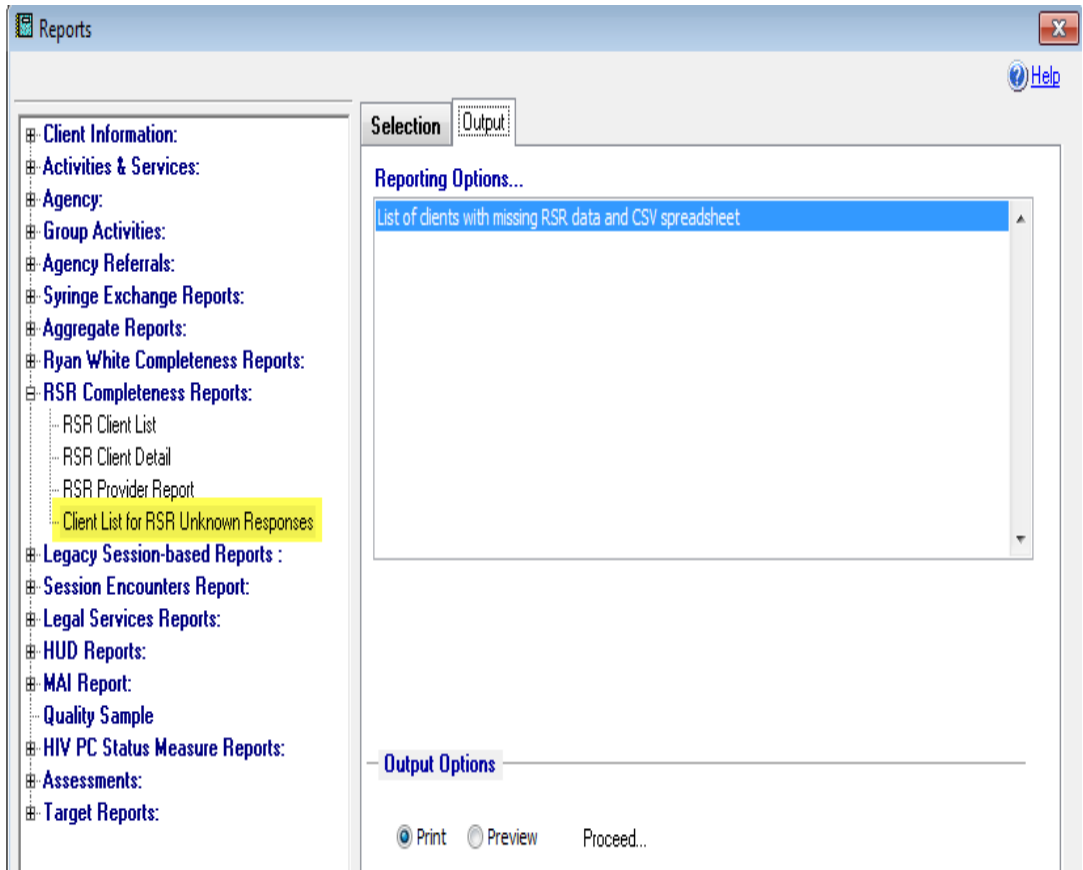 Reports
Help
Client Information:
Activities & Services:
Agency:
Group Activities:
Agency Referrals:
Syringe Exchange Reports:
Aggregate Reports:
Ryan White Completeness Reports:
RSR Completeness Reports:
RSR Client List
RSR Client Detail
RSR Provider Report
Client List for RSR Unknown Responses
Legacy Session-based Reports :
Session Encounters Report:
Legal Services Reports:
HUD Reports:
MAI Report:
Quality Sample
HIV PC Status Measure Reports:
Assessments:
Target Reports:
Selection Output
Reporting Options...
List of clients with missing RSR data and CSV spreadsheet
Output Options
Print Preview Proceed...